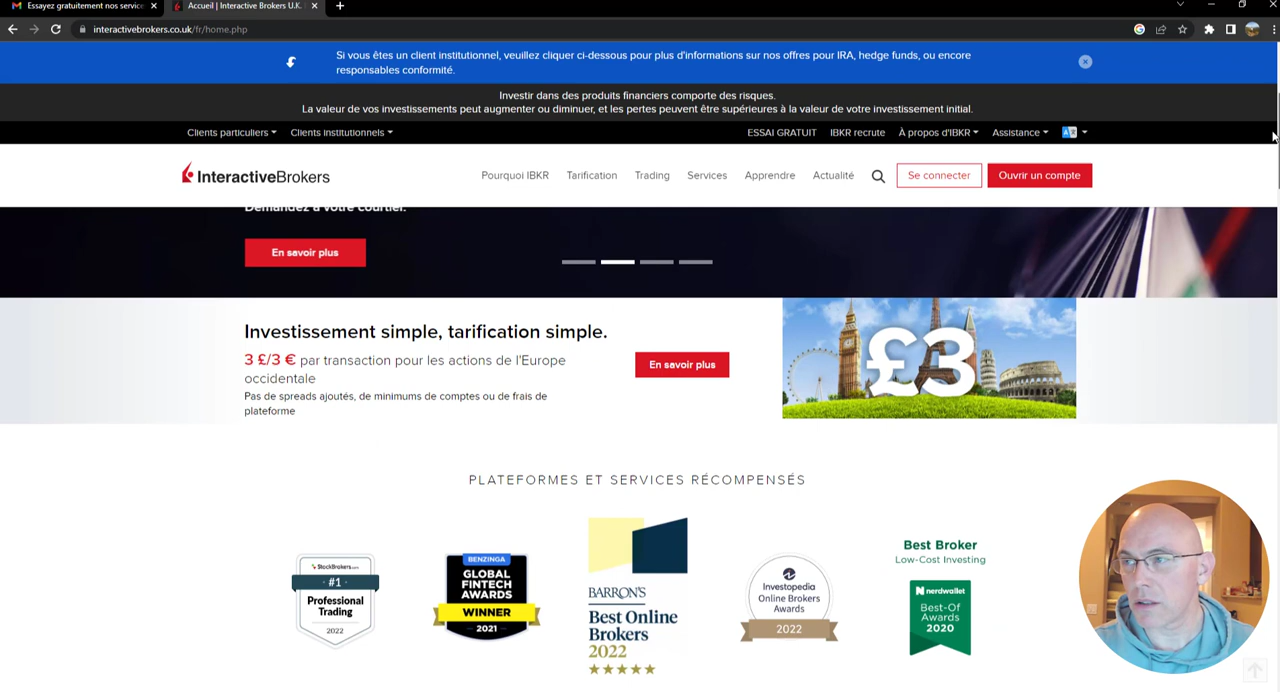 Essayez gratuitement nos service
Accueil | Interactive Brokers U.K.
interactivebrokers.co.uk/fr/home.php
Si vous êtes un client institutionnel, veuillez cliquer ci-dessous pour plus d'informations sur nos offres pour IRA, hedge funds, ou encore
responsables conformité.
Investir dans des produits financiers comporte des risques.
La valeur de vos investissements peut augmenter ou diminuer, et les pertes peuvent être supérieures à la valeur de votre investissement initial.
Clients particuliers Clients institutionnels ESSAI GRATUIT IBKR recrute À propos d'IBKR Assistance
InteractiveBrokers Pourquoi IBKR Tarification Trading Services Apprendre Actualité Se connecter Ouvrir un compte
Demandez à votre courtier.
En savoir plus
Investissement simple, tarification simple.
3 £/3 € par transaction pour les actions de l'Europe
occidentale
Pas de spreads ajoutés, de minimums de comptes ou de frais de
plateforme
En savoir plus
£3
PLATEFORMES ET SERVICES RÉCOMPENSÉS
StockBrokers.com
#1
Professional
Trading
2022
BENZINGA
GLOBAL
FINTECH
AWARDS
WINNER
2021
BARRON'S
Best Online
Brokers
2022
Investopedia
Online Brokers
Awards
2022
Best Broker
Low-Cost Investing
nerdwallet
Best-Of
Awards
2020